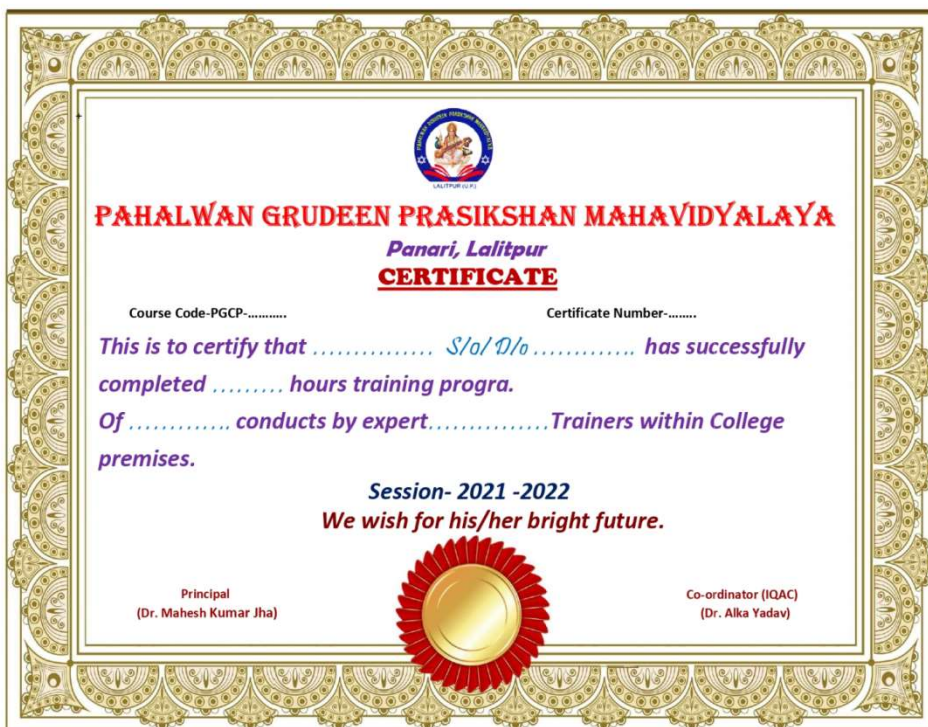 LALITPUR (U.P.)
PAHALWAN GRUDEEN PRASIKSHAN MAHAVIDYALAYA
Panari, Lalitpur
CERTIFICATE
Course Code-PGCP-........... Certificate Number-........
This is to certify that ............... S/o/ D/o ............. has successfully
completed ......... hours training progra.
Of ............. conducts by expert...............Trainers within College
premises.
Session- 2021 -2022
We wish for his/her bright future.
Principal
(Dr. Mahesh Kumar Jha)
Co-ordinator (IQAC)
(Dr. Alka Yadav)